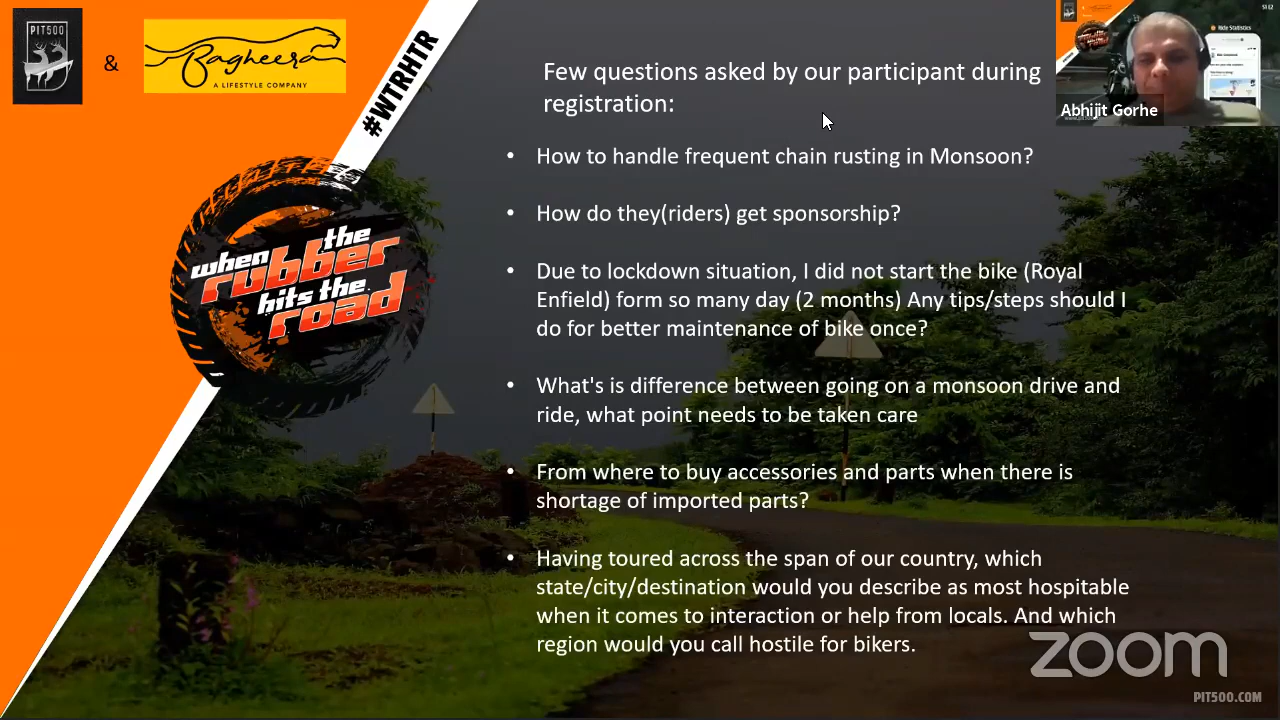 PIT500
&
Bagheera
A LIFESTYLE COMPANY
#WTRHTR
when the
rubber
hits the
road
Few questions asked by our participant during
registration:
• How to handle frequent chain rusting in Monsoon?
• How do they(riders) get sponsorship?
• Due to lockdown situation, I did not start the bike (Royal
Enfield) form so many day (2 months) Any tips/steps should I
do for better maintenance of bike once?
• What's is difference between going on a monsoon drive and
ride, what point needs to be taken care
• From where to buy accessories and parts when there is
shortage of imported parts?
• Having toured across the span of our country, which
state/city/destination would you describe as most hospitable
when it comes to interaction or help from locals. And which
region would you call hostile for bikers.
Ride Statistics
Abhijit Gorhe
zoom
PIT500.COM